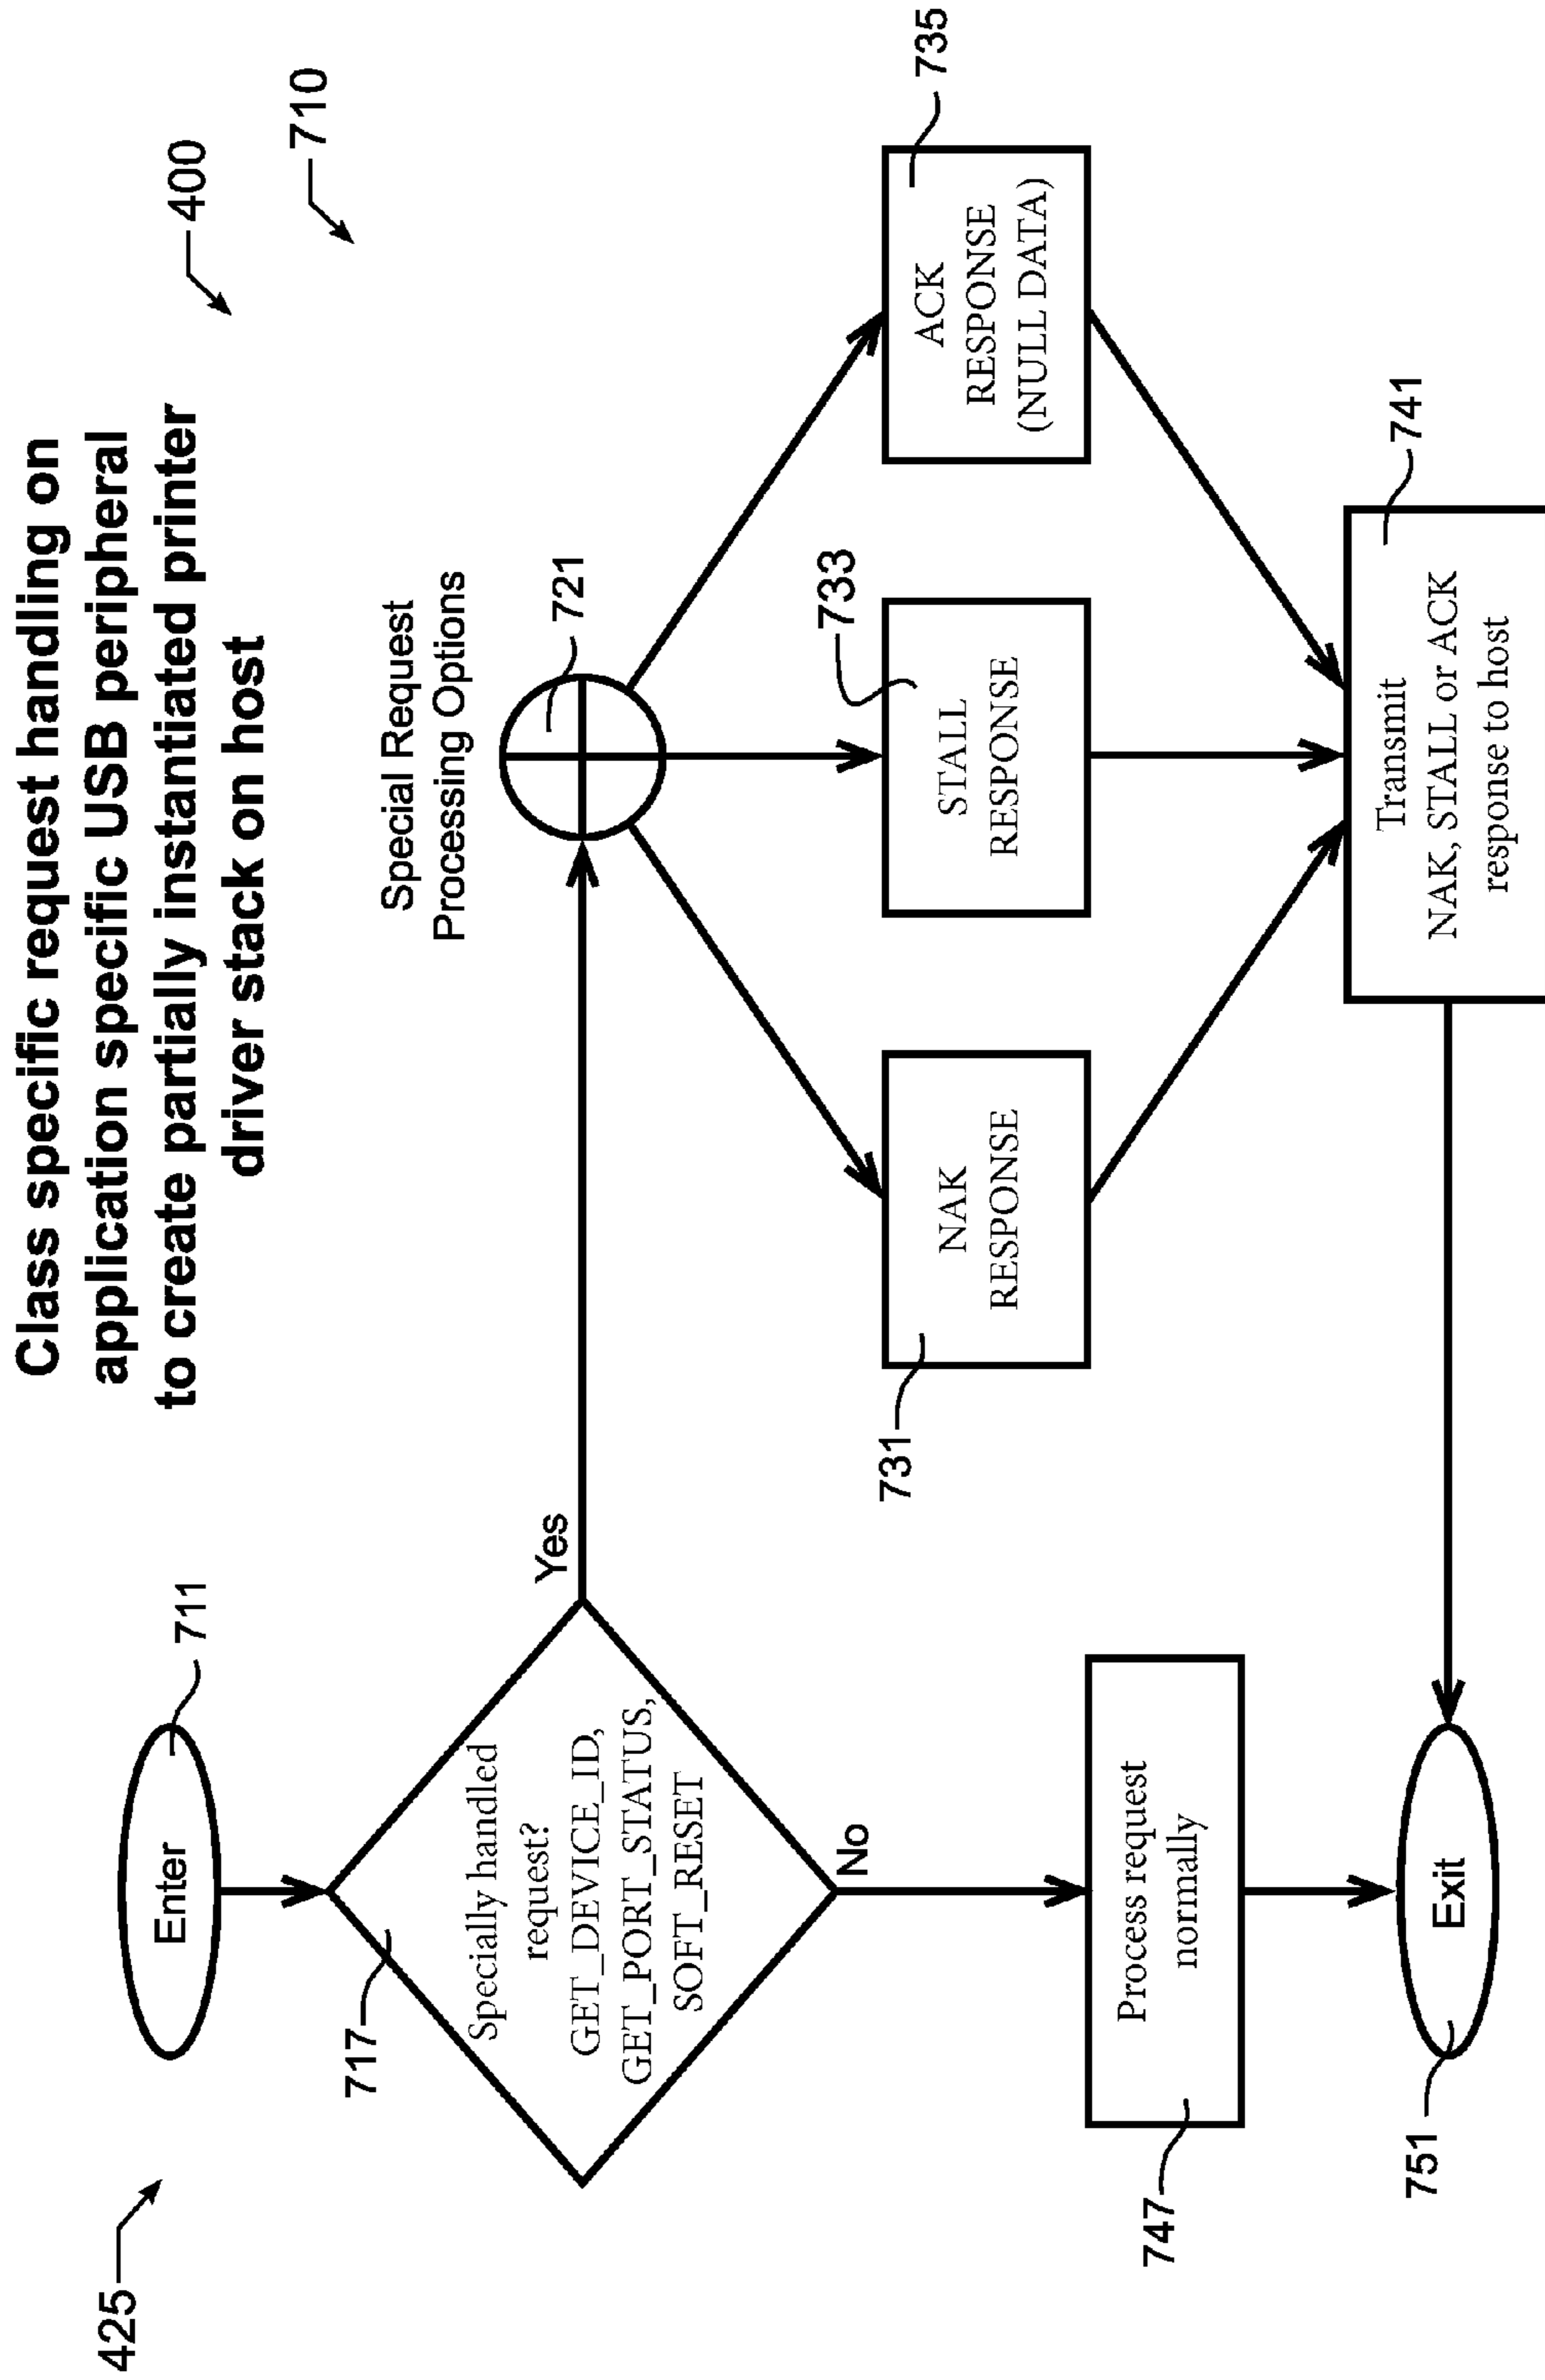 Class specific request handling on
application specific USB peripheral
to create partially instantiated printer
driver stack on host
400
710
425
Enter
711
717
Specially handled
request?
GET_DEVICE_ID,
GET_PORT_STATUS,
SOFT_RESET
Yes
No
Special Request
Processing Options
721
731
NAK
RESPONSE
733
STALL
RESPONSE
735
ACK
RESPONSE
(NULL DATA)
747
Process request
normally
741
Transmit
NAK, STALL or ACK
response to host
751
Exit